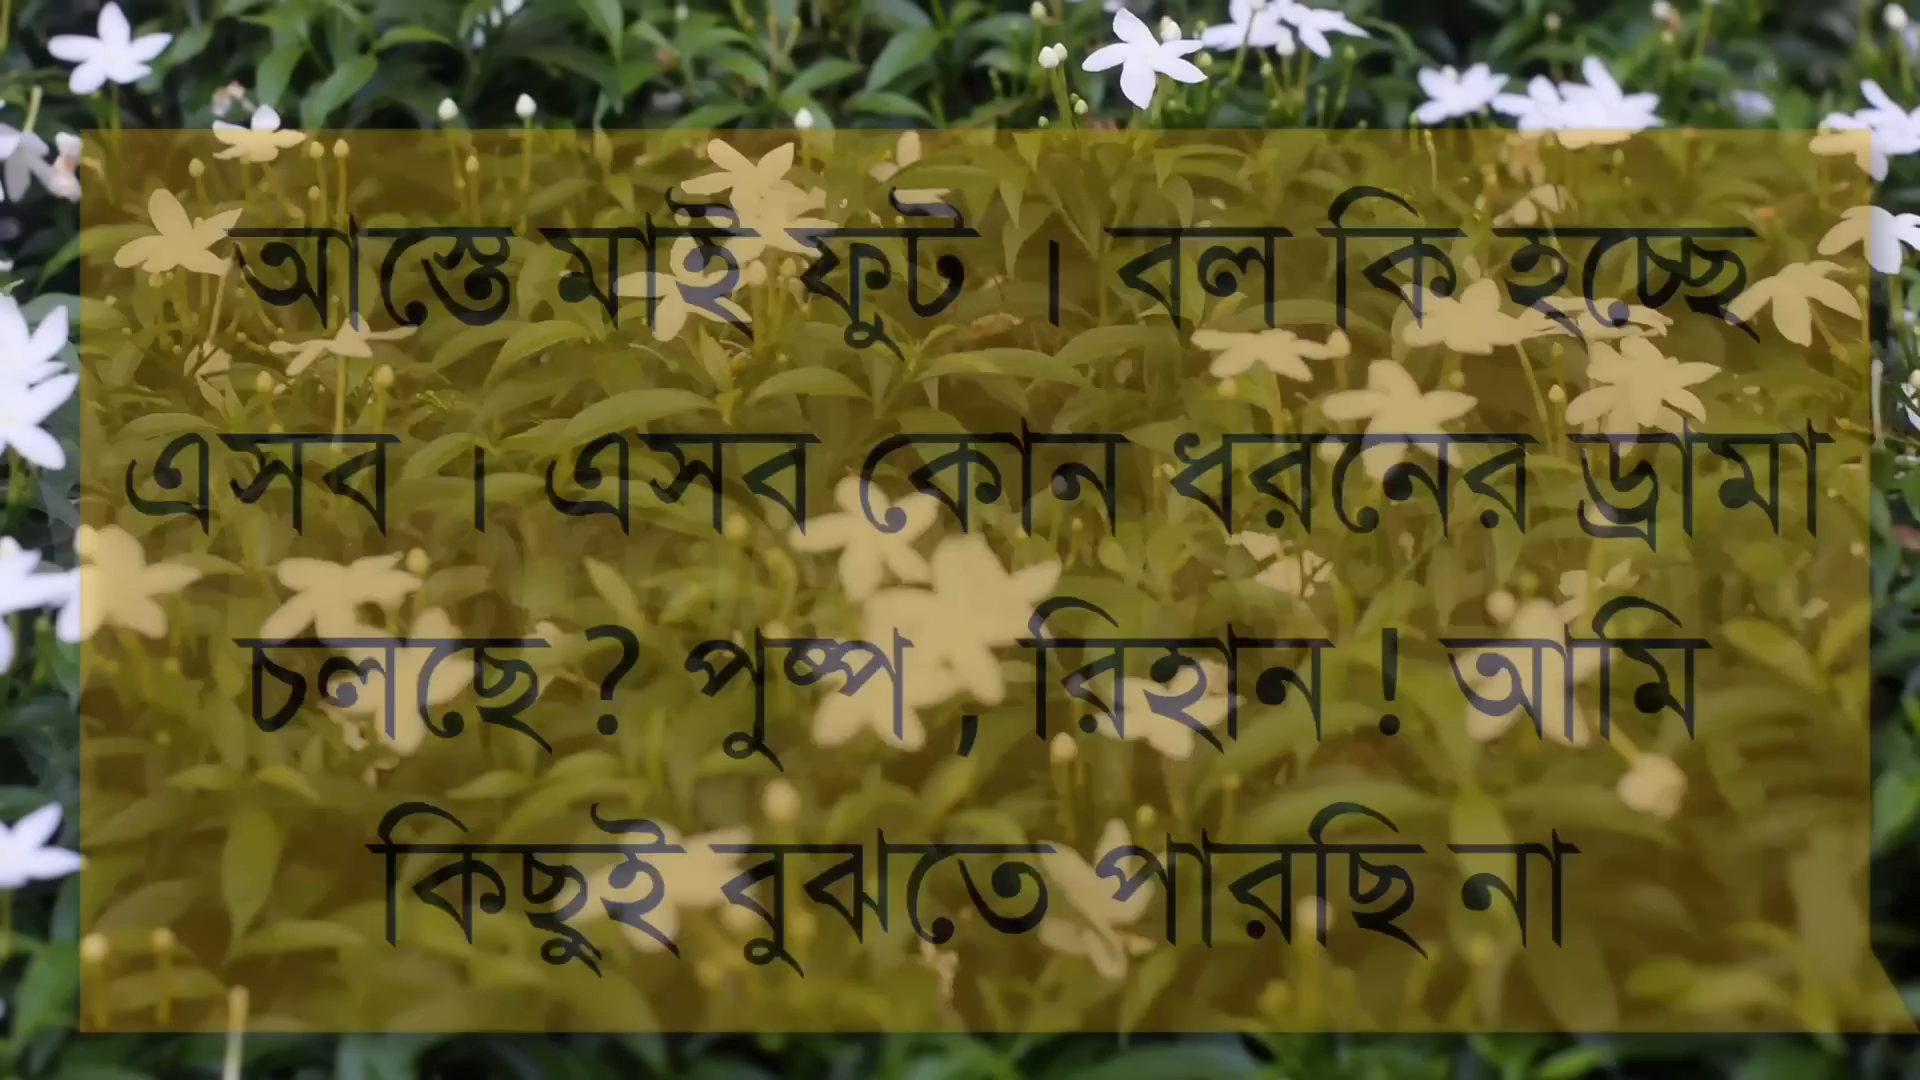 আস্তে মাই ফুট । বল কি হচ্ছে
এসব । এসব কোন ধরনের ড্রামা
চলছে ? পুষ্প , রিহান ! আমি
কিছুই বুঝতে পারছি না